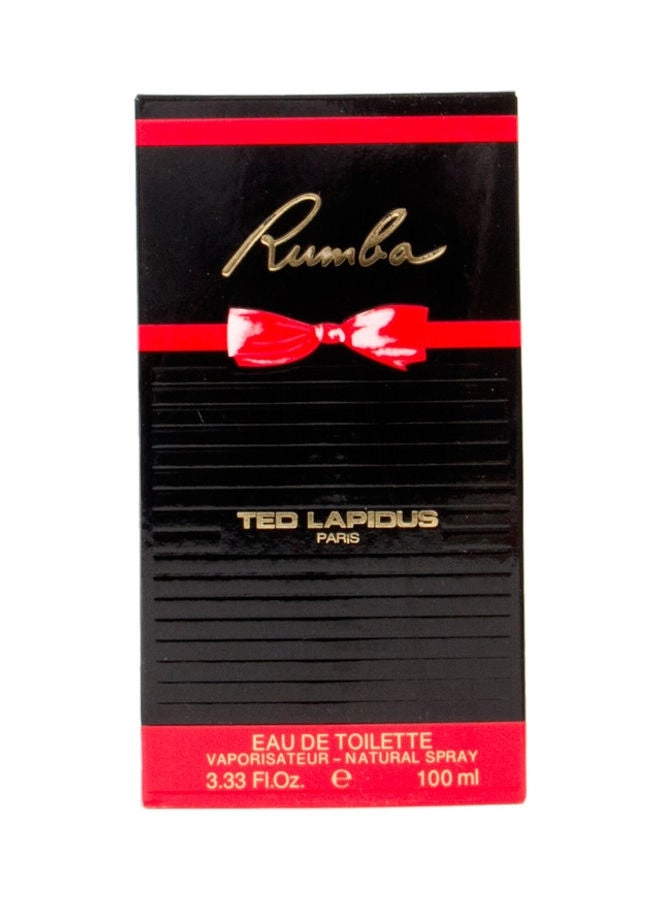 Rumba
TED LAPIDUS
PARIS
EAU DE TOILETTE
VAPORISATEUR - NATURAL SPRAY
3.33 Fl.Oz. ℮ 100 ml